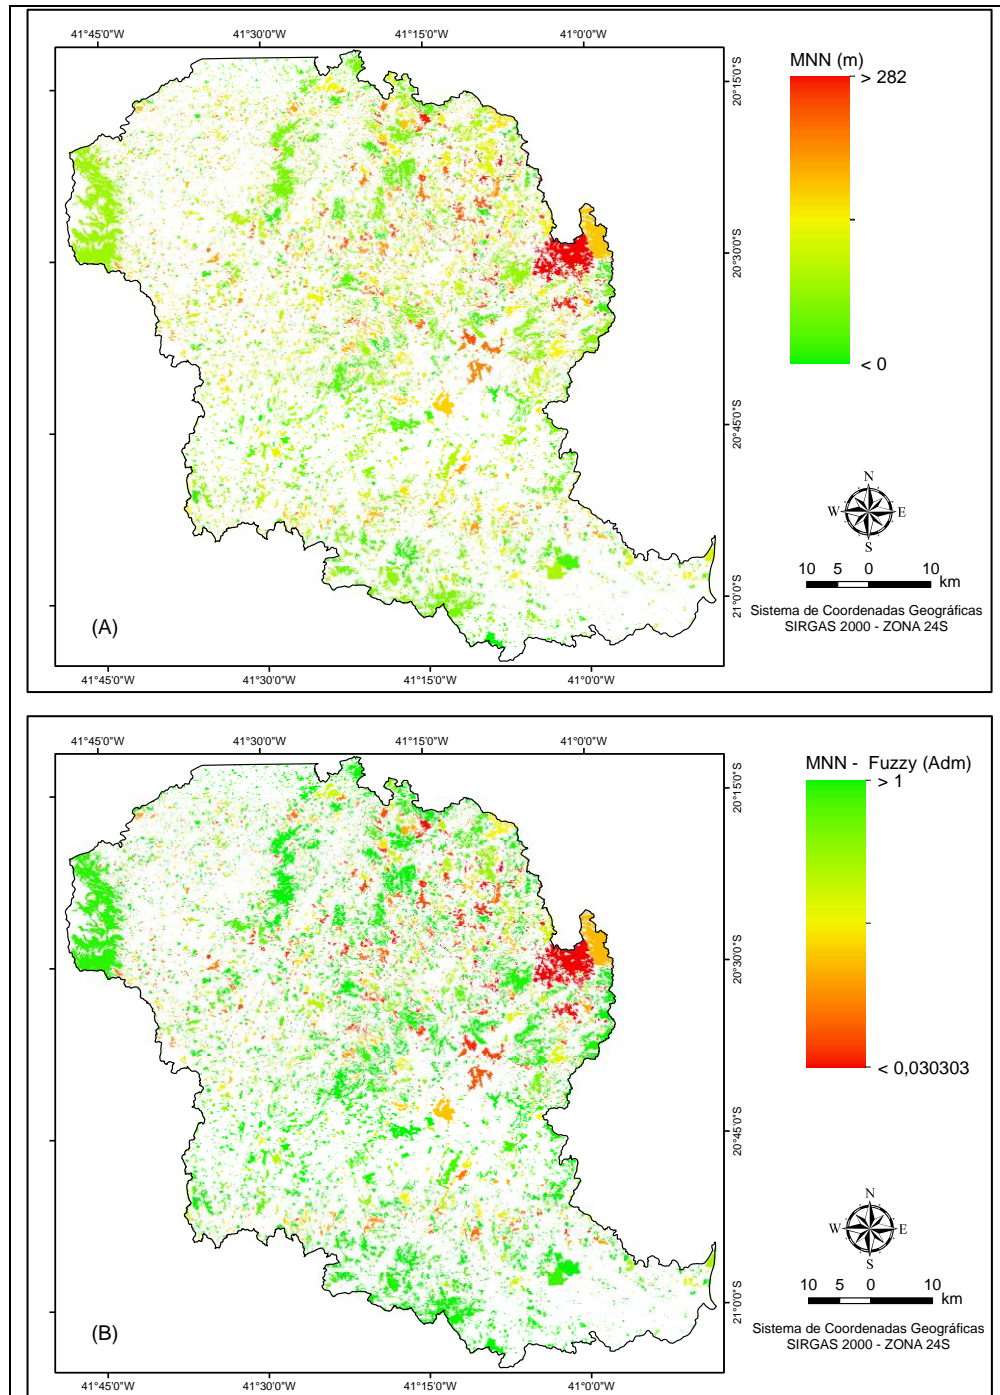 41°45'0"W 41°30'0"W 41°15'0"W 41°0'0"W
MNN (m)
> 282
< 0
20°15'0"S
20°30'0"S
20°45'0"S
21°0'0"S
N
W E
S
10 5 0 10
km
Sistema de Coordenadas Geográficas
SIRGAS 2000 - ZONA 24S
(A)
41°45'0"W 41°30'0"W 41°15'0"W 41°0'0"W
41°45'0"W 41°30'0"W 41°15'0"W 41°0'0"W
MNN - Fuzzy (Adm)
> 1
< 0,030303
20°15'0"S
20°30'0"S
20°45'0"S
21°0'0"S
N
W E
S
10 5 0 10
km
Sistema de Coordenadas Geográficas
SIRGAS 2000 - ZONA 24S
(B)
41°45'0"W 41°30'0"W 41°15'0"W 41°0'0"W